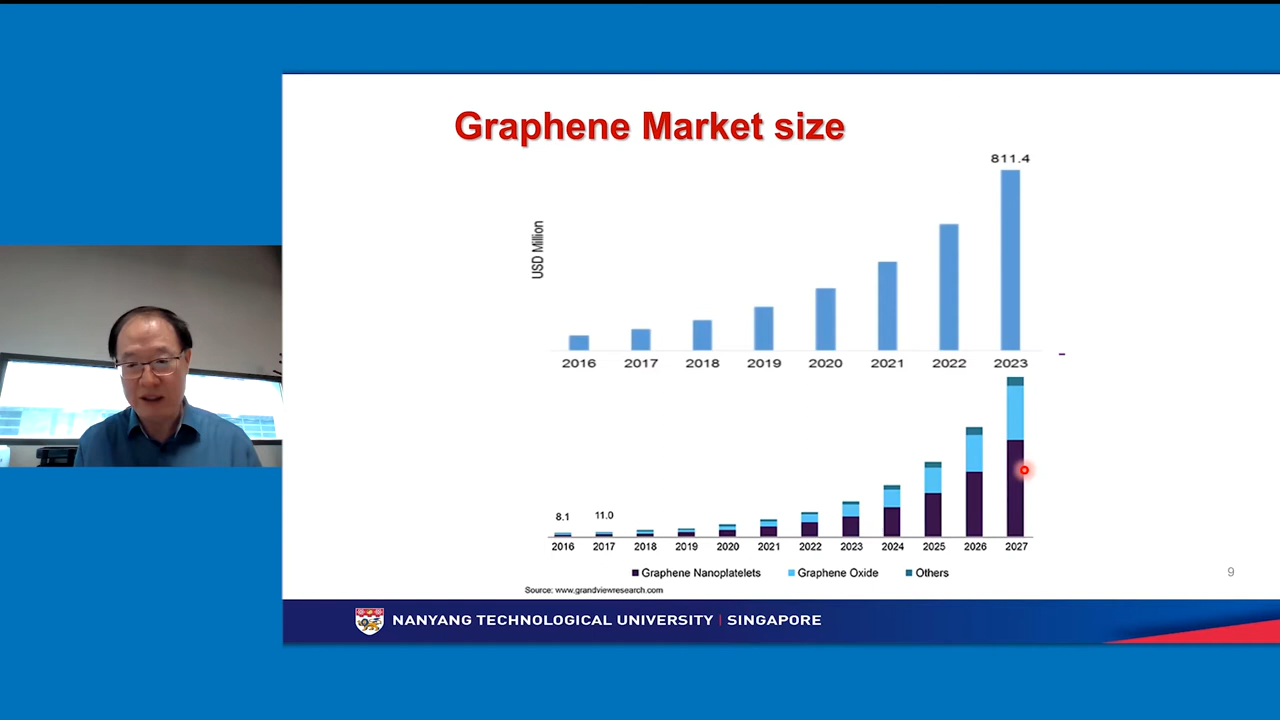 Graphene Market size
811.4
USD Million
2016 2017 2018 2019 2020 2021 2022 2023
8.1 11.0
2016 2017 2018 2019 2020 2021 2022 2023 2024 2025 2026 2027
Graphene Nanoplatelets Graphene Oxide Others
Source: www.grandviewresearch.com
9
NANYANG TECHNOLOGICAL UNIVERSITY | SINGAPORE